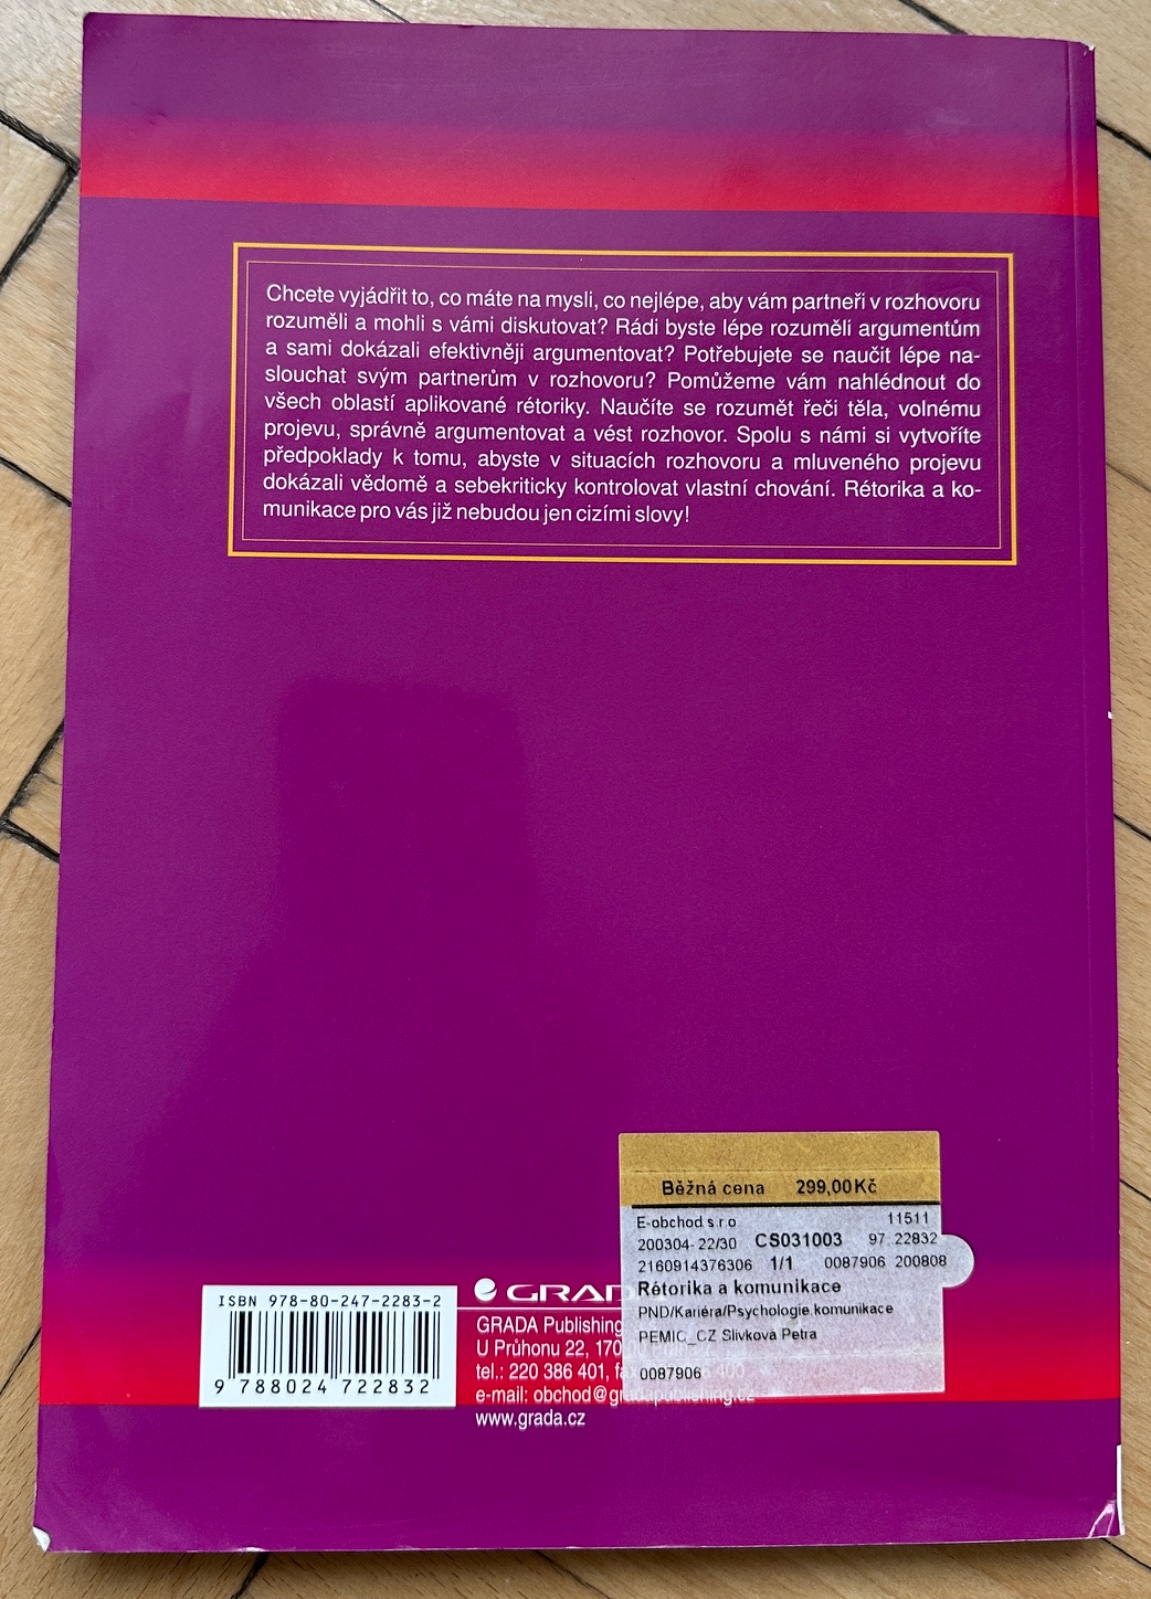 Chcete vyjádřit to, co máte na mysli, co nejlépe, aby vám partneři v rozhovoru
rozuměli a mohli s vámi diskutovat? Rádi byste lépe rozuměli argumentům
a sami dokázali efektivněji argumentovat? Potřebujete se naučit lépe na-
slouchat svým partnerům v rozhovoru? Pomůžeme vám nahlédnout do
všech oblastí aplikované rétoriky. Naučíte se rozumět řeči těla, volnému
projevu, správně argumentovat a vést rozhovor. Spolu s námi si vytvoříte
předpoklady k tomu, abyste v situacích rozhovoru a mluveného projevu
dokázali vědomě a sebekriticky kontrolovat vlastní chování. Rétorika a ko-
munikace pro vás již nebudou jen cizími slovy!
Běžná cena 299,00Kč
E-obchod s.r.o 11511
200304-22/30 CS031003 97 22832
2160914376306 1/1 0087906 200808
Rétorika a komunikace
PND/Kariéra/Psychologie,komunikace
PEMIC_CZ Slívková Petra
0087906
ISBN 978-80-247-2283-2
9 788024 722832
GRAD
GRADA Publishing
U Průhonu 22, 170
tel.: 220 386 401, fa 400
e-mail: obchod@gradapublishing.cz
www.grada.cz